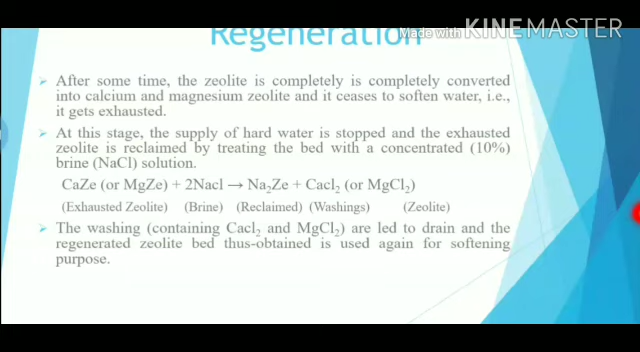 Regeneration
Made with KINEMASTER
➢ After some time, the zeolite is completely is completely converted
into calcium and magnesium zeolite and it ceases to soften water, i.e.,
it gets exhausted.
➢ At this stage, the supply of hard water is stopped and the exhausted
zeolite is reclaimed by treating the bed with a concentrated (10%)
brine (NaCl) solution.
CaZe (or MgZe) + 2Nacl → Na₂Ze + Cacl₂ (or MgCl₂)
(Exhausted Zeolite) (Brine) (Reclaimed) (Washings) (Zeolite)
➢ The washing (containing Cacl₂ and MgCl₂) are led to drain and the
regenerated zeolite bed thus-obtained is used again for softening
purpose.